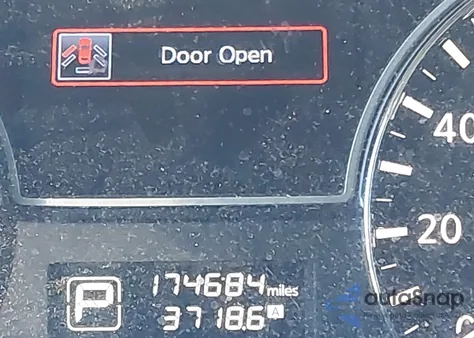 Door Open
40
20
P
174684 miles
3718.6 A
autosnap